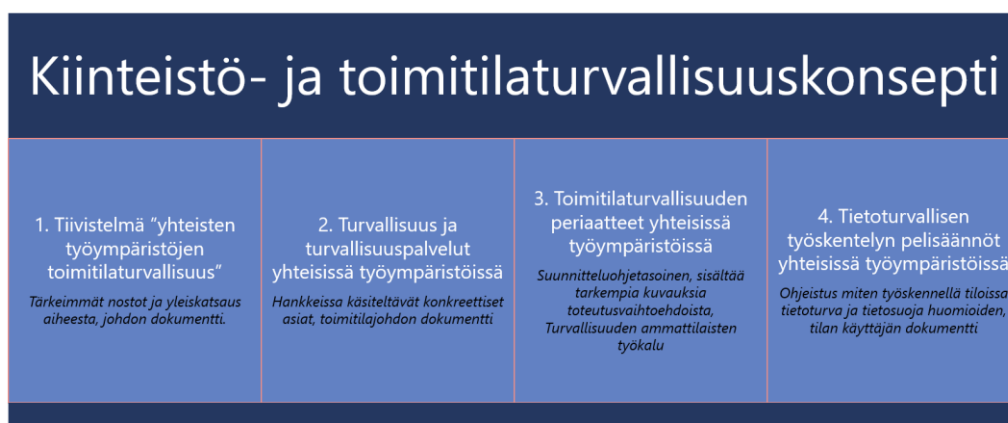 Kiinteistö- ja toimitilaturvallisuuskonsepti
1. Tiivistelmä ”yhteisten
työympäristöjen
toimitilaturvallisuus”
Tärkeimmät nostot ja yleiskatsaus
aiheesta, johdon dokumentti.
2. Turvallisuus ja
turvallisuuspalvelut
yhteisissä työympäristöissä
Hankkeissa käsiteltävät konkreettiset
asiat, toimitilajohdon dokumentti
3. Toimitilaturvallisuuden
periaatteet yhteisissä
työympäristöissä
Suunnitteluohjetasoinen, sisältää
tarkempia kuvauksia
toteutusvaihtoehdoista,
Turvallisuuden ammattilaisten
työkalu
4. Tietoturvallisen
työskentelyn pelisäännöt
yhteisissä työympäristöissä
Ohjeistus miten työskennellä tiloissa
tietoturva ja tietosuoja huomioiden,
tilan käyttäjän dokumentti